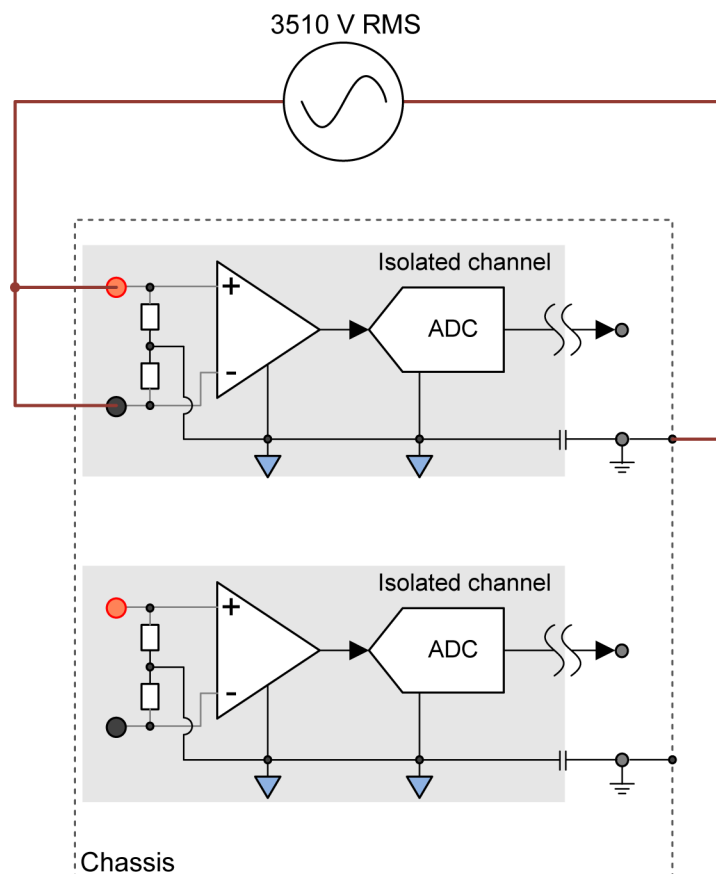 3510 V RMS
Isolated channel
+
ADC
-
Isolated channel
+
ADC
-
Chassis